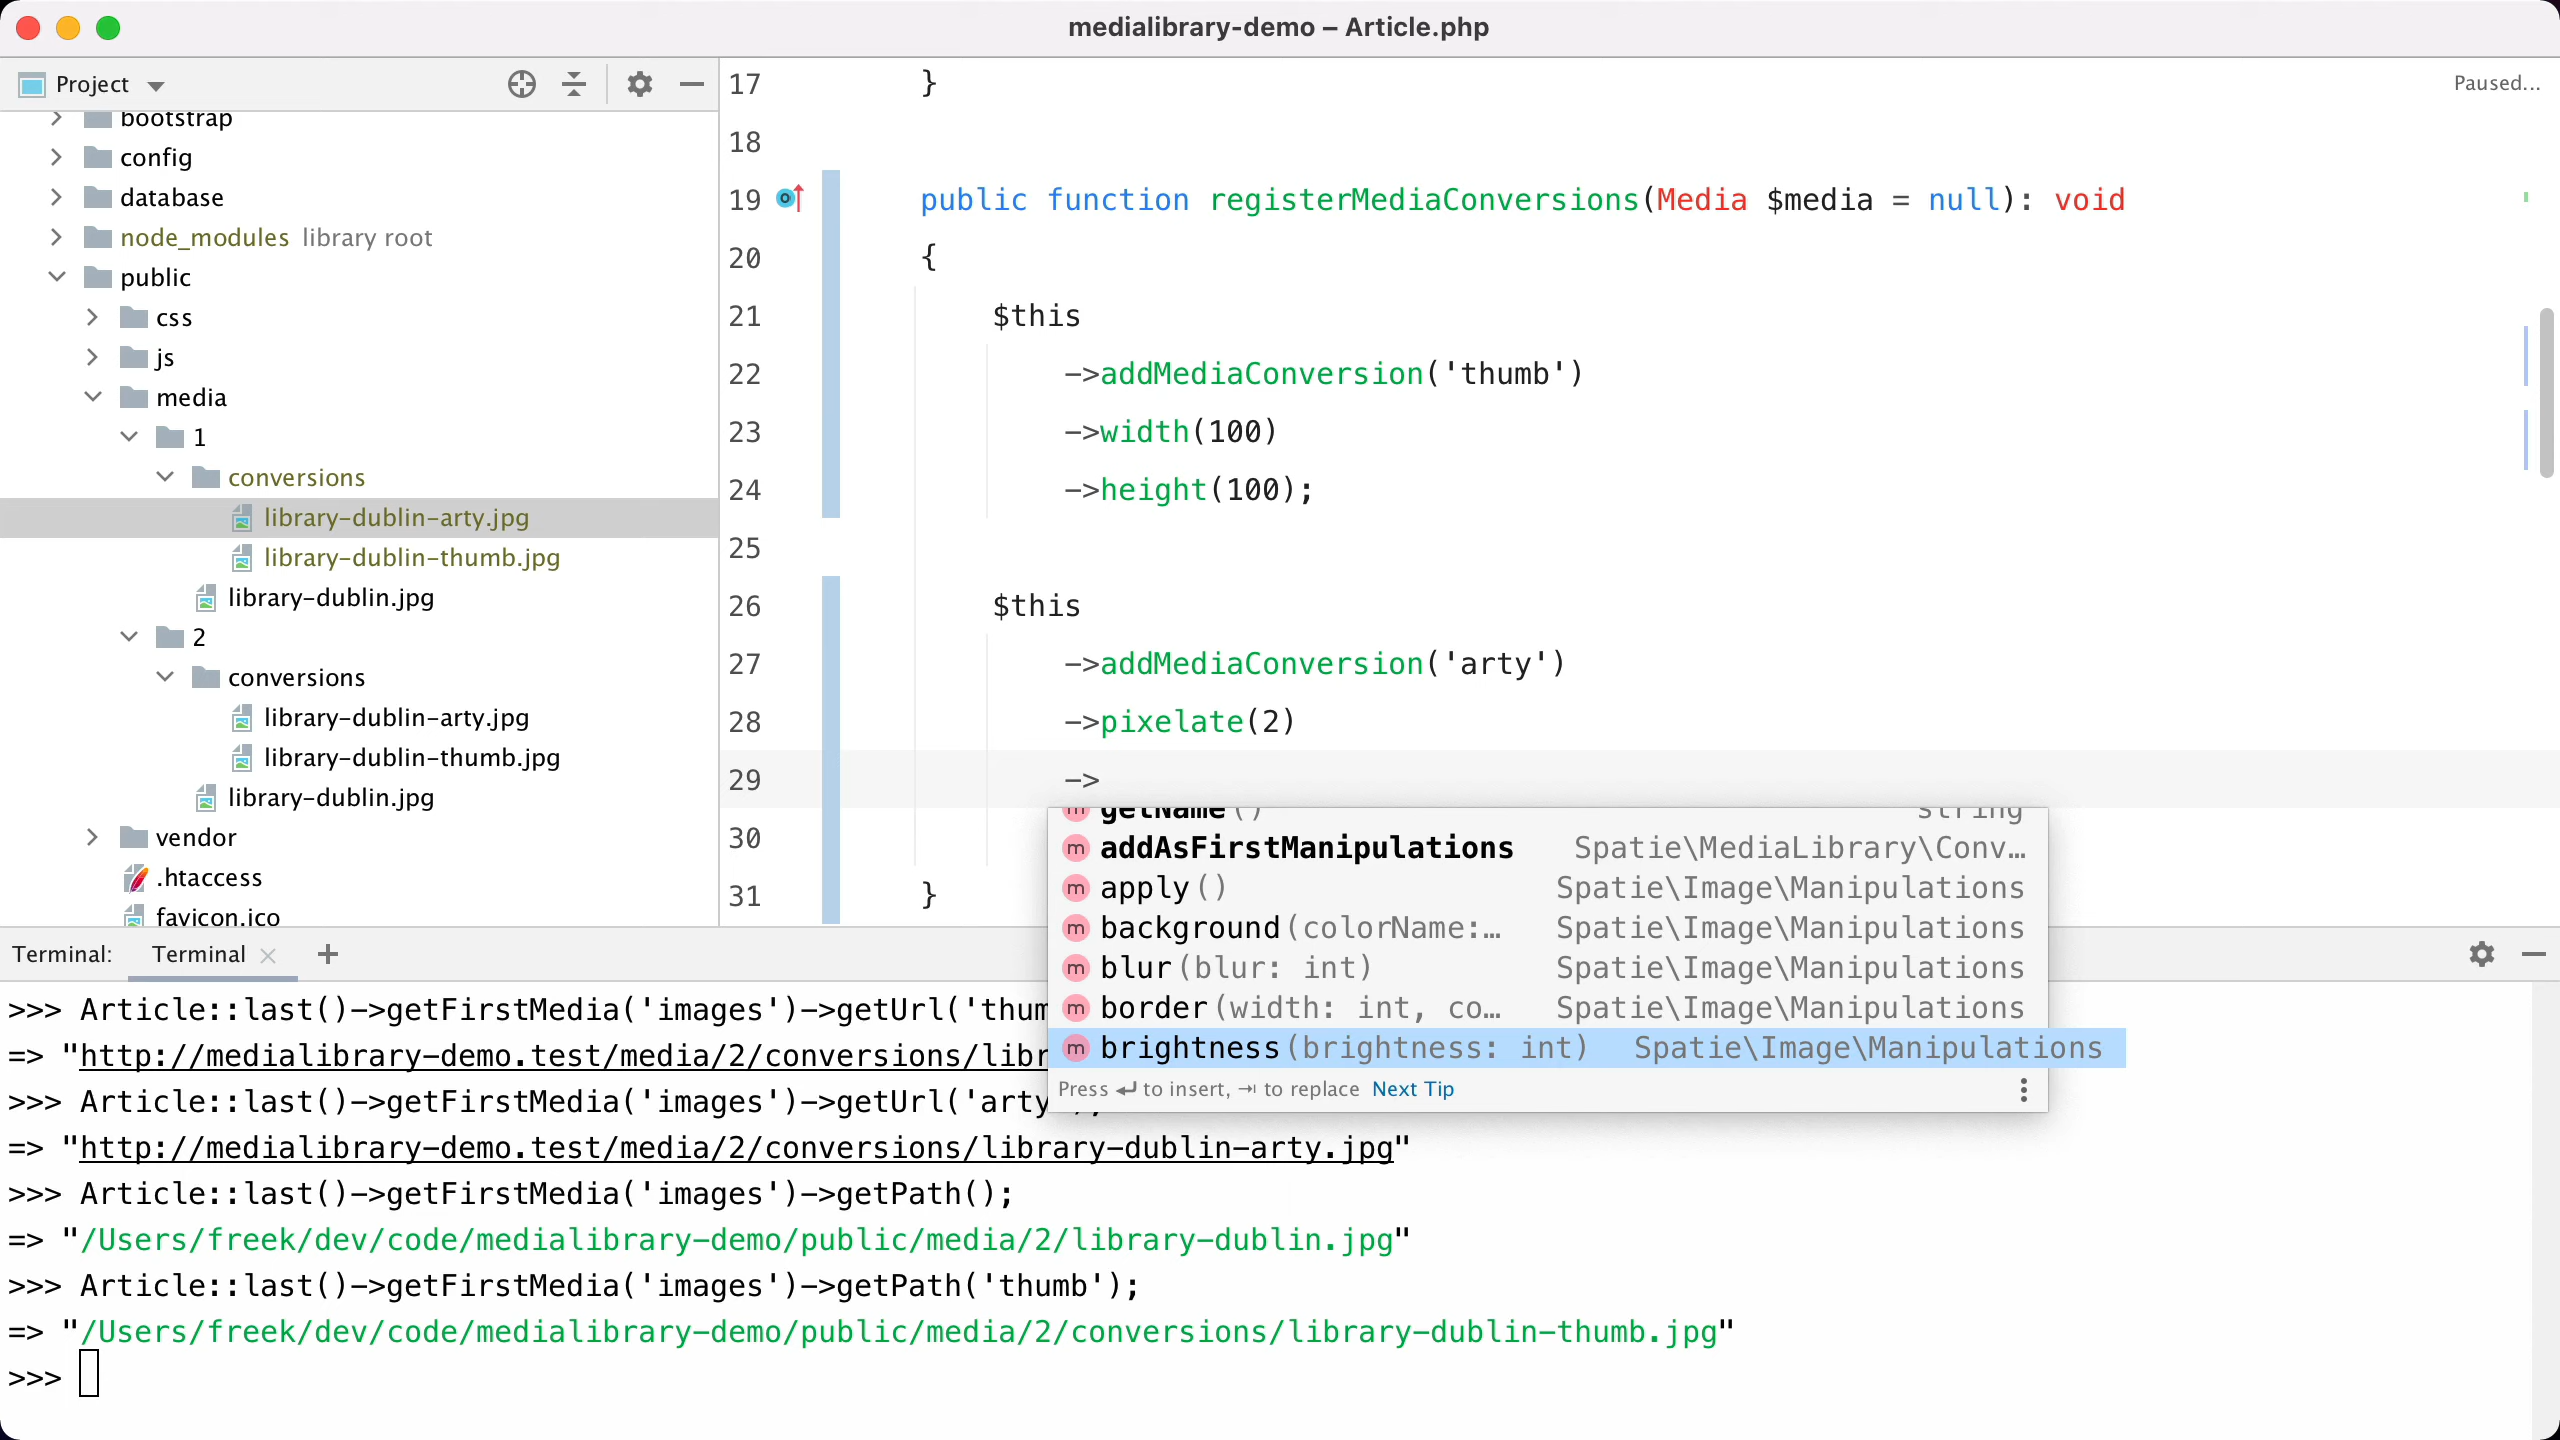 medialibrary-demo – Article.php
Project
bootstrap
config
database
node_modules library root
public
css
js
media
1
conversions
library-dublin-arty.jpg
library-dublin-thumb.jpg
library-dublin.jpg
2
conversions
library-dublin-arty.jpg
library-dublin-thumb.jpg
library-dublin.jpg
vendor
.htaccess
favicon.ico
Paused...
17 }
18
19 public function registerMediaConversions(Media $media = null): void
20 {
21 $this
22 ->addMediaConversion('thumb')
23 ->width(100)
24 ->height(100);
25
26 $this
27 ->addMediaConversion('arty')
28 ->pixelate(2)
29 ->
30
31 }
getName() string
addAsFirstManipulations Spatie\MediaLibrary\Conv…
apply() Spatie\Image\Manipulations
background(colorName:… Spatie\Image\Manipulations
blur(blur: int) Spatie\Image\Manipulations
border(width: int, co… Spatie\Image\Manipulations
brightness(brightness: int) Spatie\Image\Manipulations
Press ↵ to insert, ⇥ to replace Next Tip
Terminal: Terminal
>>> Article::last()->getFirstMedia('images')->getUrl('thum
=> "http://medialibrary-demo.test/media/2/conversions/libr
>>> Article::last()->getFirstMedia('images')->getUrl('arty
=> "http://medialibrary-demo.test/media/2/conversions/library-dublin-arty.jpg"
>>> Article::last()->getFirstMedia('images')->getPath();
=> "/Users/freek/dev/code/medialibrary-demo/public/media/2/library-dublin.jpg"
>>> Article::last()->getFirstMedia('images')->getPath('thumb');
=> "/Users/freek/dev/code/medialibrary-demo/public/media/2/conversions/library-dublin-thumb.jpg"
>>>